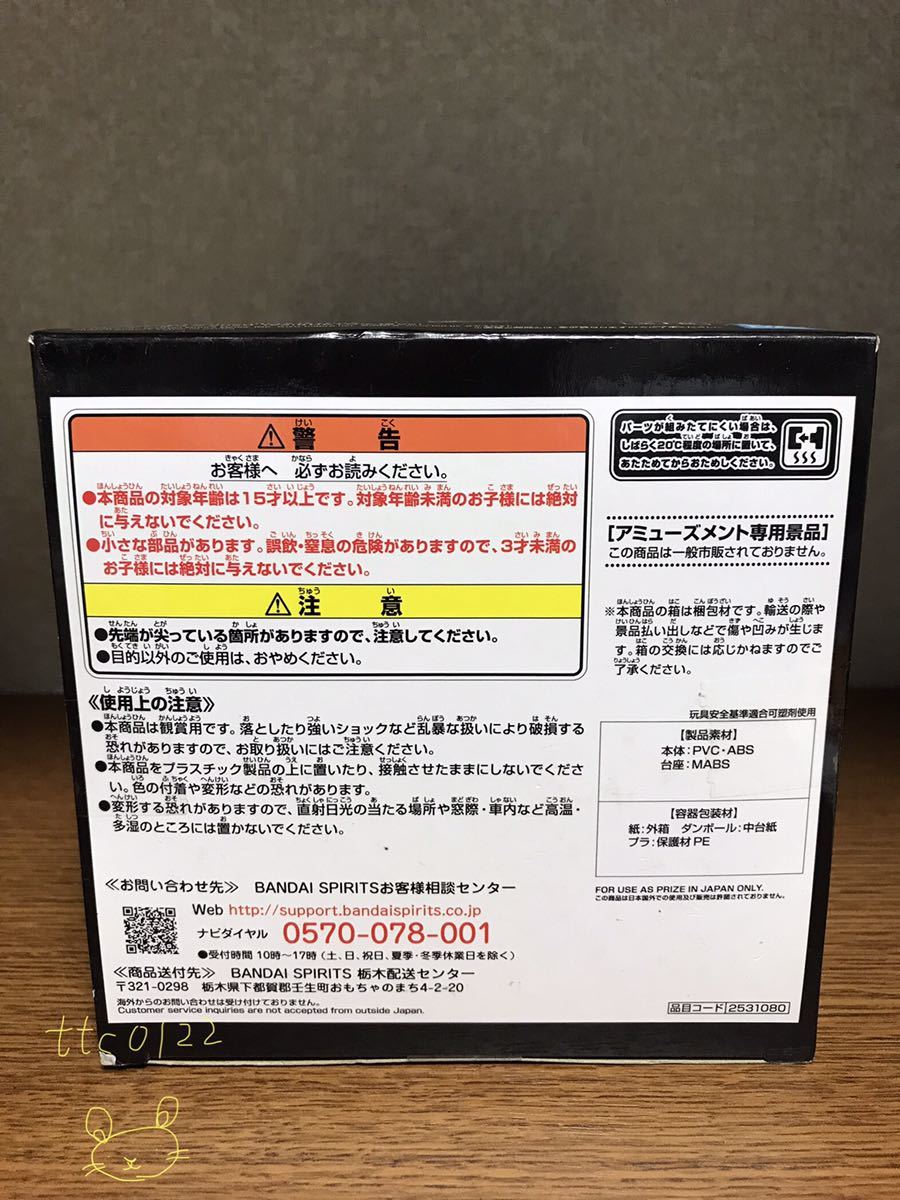 ⚠警告
お客様へ 必ずお読みください。
●本商品の対象年齢は15才以上です。対象年齢未満のお子様には絶対
に与えないでください。
●小さな部品があります。誤飲・窒息の危険がありますので、3才未満の
お子様には絶対に与えないでください。
⚠注意
●先端が尖っている箇所がありますので、注意してください。
●目的以外のご使用は、おやめください。
《使用上の注意》
●本商品は観賞用です。落としたり強いショックなど乱暴な扱いにより破損する
恐れがありますので、お取り扱いにはご注意ください。
●本商品をプラスチック製品の上に置いたり、接触させたままにしないでくださ
い。色の付着や変形などの恐れがあります。
●変形する恐れがありますので、直射日光の当たる場所や窓際・車内など高温・
多湿のところには置かないでください。
≪お問い合わせ先≫ BANDAI SPIRITSお客様相談センター
Web http://support.bandaispirits.co.jp
ナビダイヤル 0570-078-001
●受付時間 10時～17時 (土、日、祝日、夏季・冬季休業日を除く)
≪商品送付先≫ BANDAI SPIRITS 栃木配送センター
〒321-0298 栃木県下都賀郡壬生町おもちゃのまち4-2-20
海外からのお問い合わせは受け付けておりません。
Customer service inquiries are not accepted from outside Japan.
パーツが組みたてにくい場合は、
しばらく20℃程度の場所に置いて、
あたためてからおためしください。
[アミューズメント専用景品]
この商品は一般市販されておりません。
※本商品の箱は梱包材です。輸送の際や
景品払い出しなどで傷や凹みが生じま
す。箱の交換には応じかねますのでご
了承ください。
玩具安全基準適合可塑剤使用
【製品素材】
本体:PVC・ABS
台座:MABS
【容器包装材】
紙:外箱 ダンボール:中台紙
プラ:保護材PE
FOR USE AS PRIZE IN JAPAN ONLY.
この商品は日本国外での使用及び販売は許諾されておりません。
品目コード 2531080
ttc0122